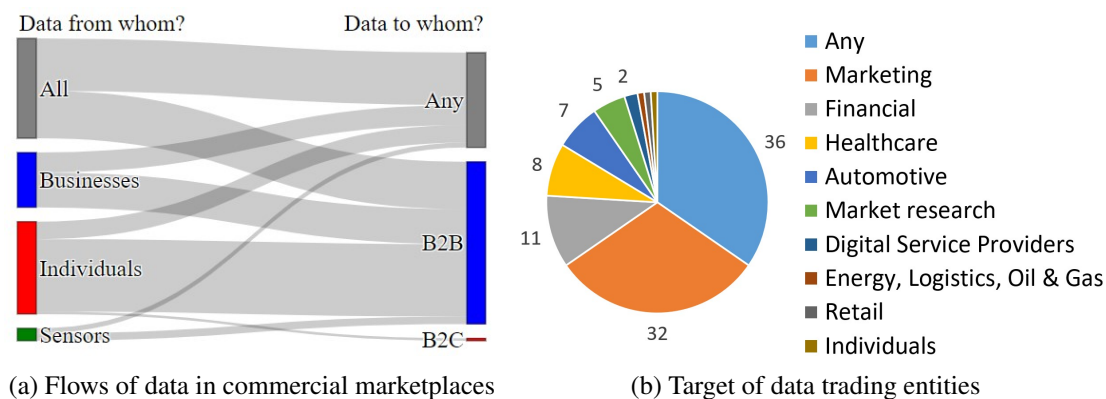 Data from whom?
Data to whom?
All
Businesses
Individuals
Sensors
Any
B2B
B2C
(a) Flows of data in commercial marketplaces
36
32
11
8
7
5
2
Any
Marketing
Financial
Healthcare
Automotive
Market research
Digital Service Providers
Energy, Logistics, Oil & Gas
Retail
Individuals
(b) Target of data trading entities